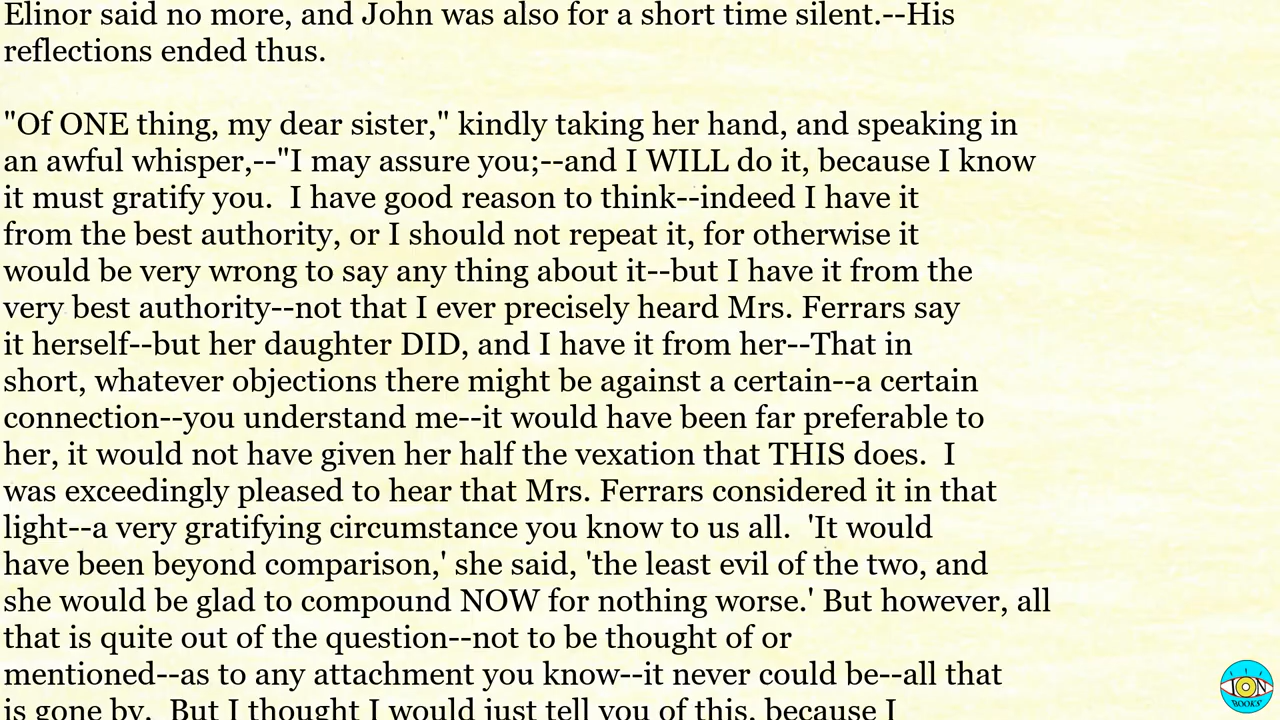 Elinor said no more, and John was also for a short time silent.--His
reflections ended thus.

"Of ONE thing, my dear sister," kindly taking her hand, and speaking in
an awful whisper,--"I may assure you;--and I WILL do it, because I know
it must gratify you.  I have good reason to think--indeed I have it
from the best authority, or I should not repeat it, for otherwise it
would be very wrong to say any thing about it--but I have it from the
very best authority--not that I ever precisely heard Mrs. Ferrars say
it herself--but her daughter DID, and I have it from her--That in
short, whatever objections there might be against a certain--a certain
connection--you understand me--it would have been far preferable to
her, it would not have given her half the vexation that THIS does.  I
was exceedingly pleased to hear that Mrs. Ferrars considered it in that
light--a very gratifying circumstance you know to us all.  'It would
have been beyond comparison,' she said, 'the least evil of the two, and
she would be glad to compound NOW for nothing worse.' But however, all
that is quite out of the question--not to be thought of or
mentioned--as to any attachment you know--it never could be--all that
is gone by.  But I thought I would just tell you of this, because I
ION
BOOKS